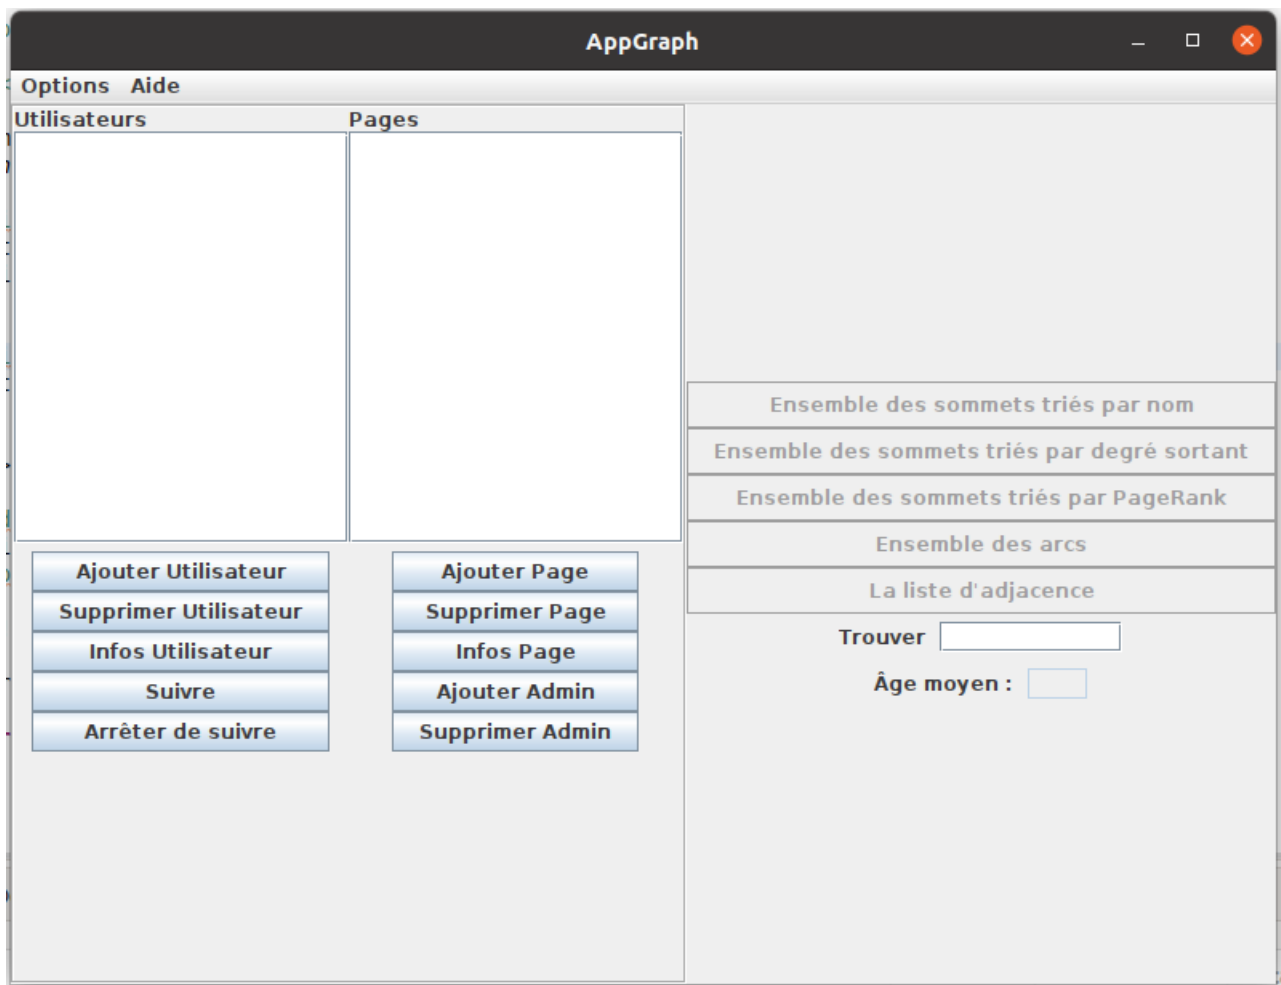 AppGraph
Options Aide
Utilisateurs Pages
Ajouter Utilisateur
Supprimer Utilisateur
Infos Utilisateur
Suivre
Arrêter de suivre
Ajouter Page
Supprimer Page
Infos Page
Ajouter Admin
Supprimer Admin
Ensemble des sommets triés par nom
Ensemble des sommets triés par degré sortant
Ensemble des sommets triés par PageRank
Ensemble des arcs
La liste d'adjacence
Trouver
Âge moyen :